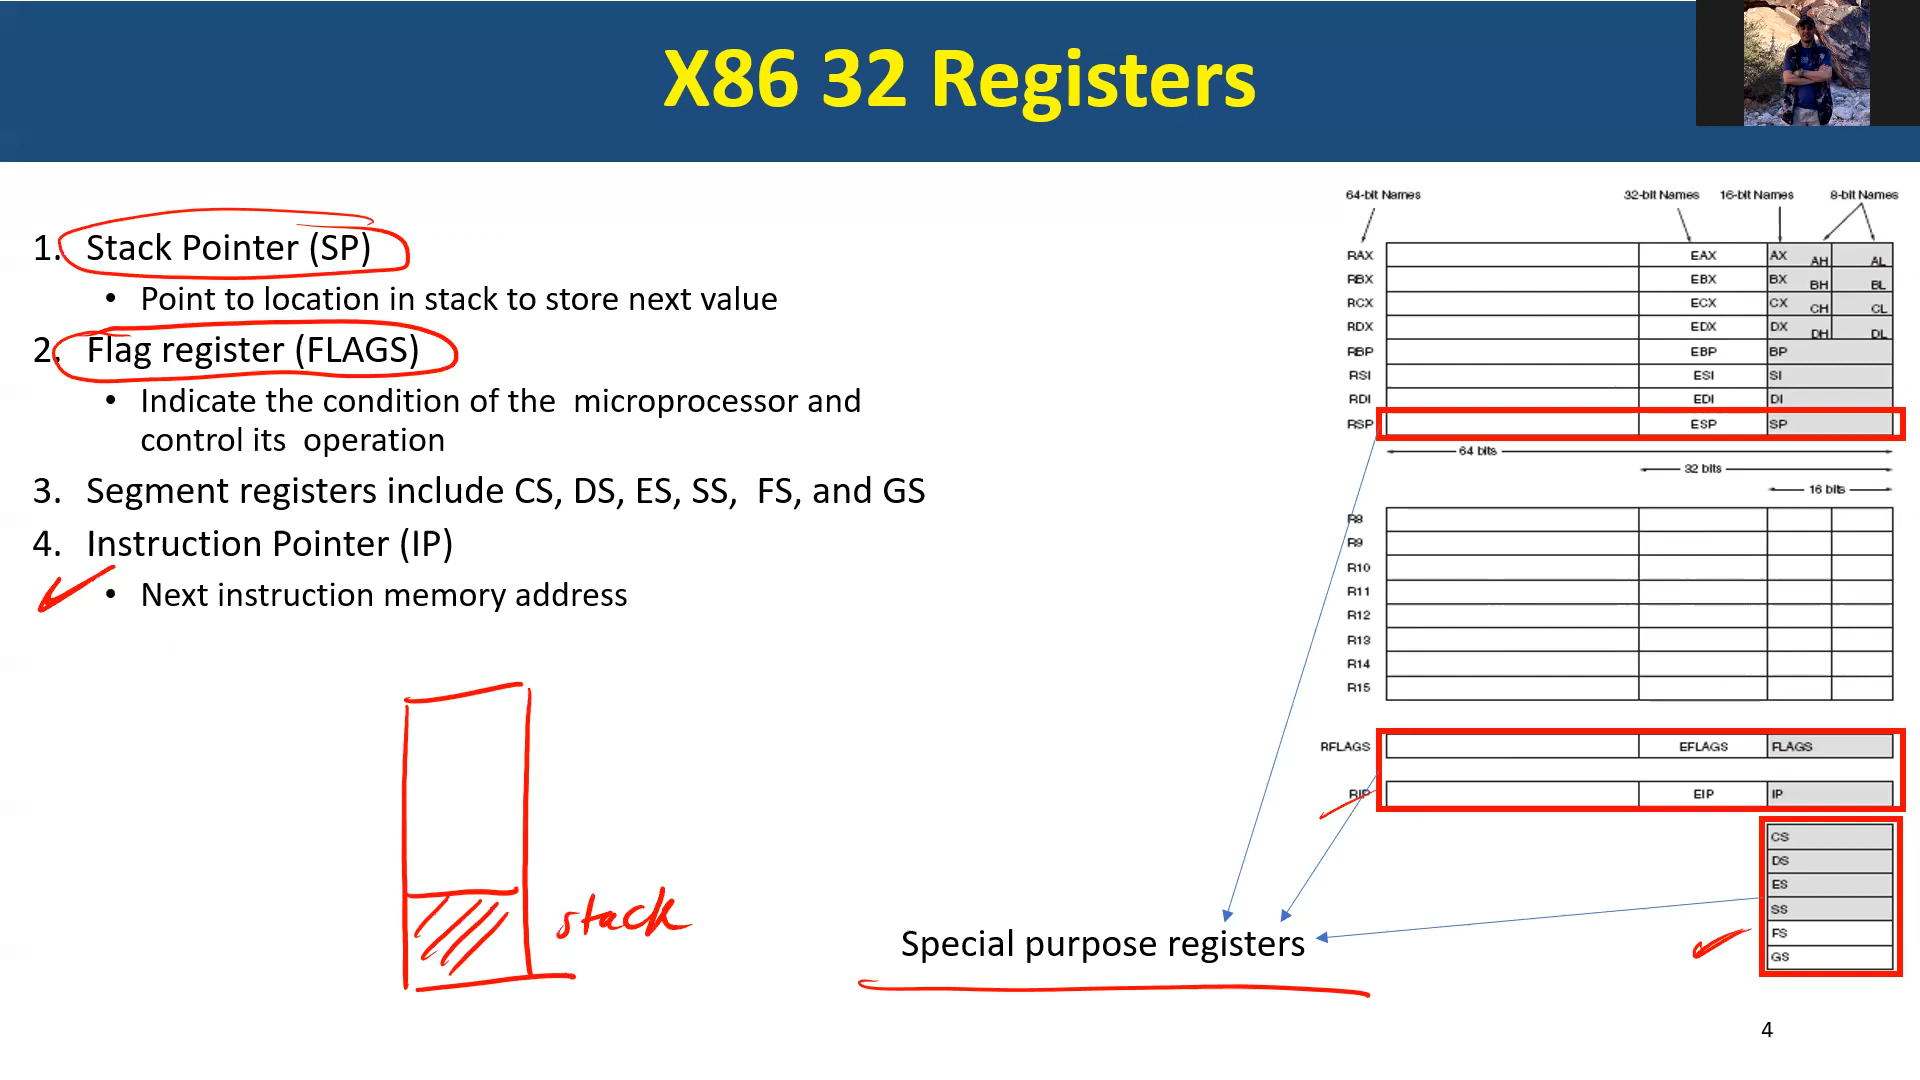 X86 32 Registers
1. Stack Pointer (SP)
• Point to location in stack to store next value
2. Flag register (FLAGS)
• Indicate the condition of the microprocessor and
control its operation
3. Segment registers include CS, DS, ES, SS, FS, and GS
4. Instruction Pointer (IP)
• Next instruction memory address
stack
Special purpose registers
64-bit Names 32-bit Names 16-bit Names 8-bit Names
RAX EAX AX AH AL
RBX EBX BX BH BL
RCX ECX CX CH CL
RDX EDX DX DH DL
RBP EBP BP
RSI ESI SI
RDI EDI DI
RSP ESP SP
64 bits
32 bits
16 bits
R8
R9
R10
R11
R12
R13
R14
R15
RFLAGS EFLAGS FLAGS
RIP EIP IP
CS
DS
ES
SS
FS
GS
4